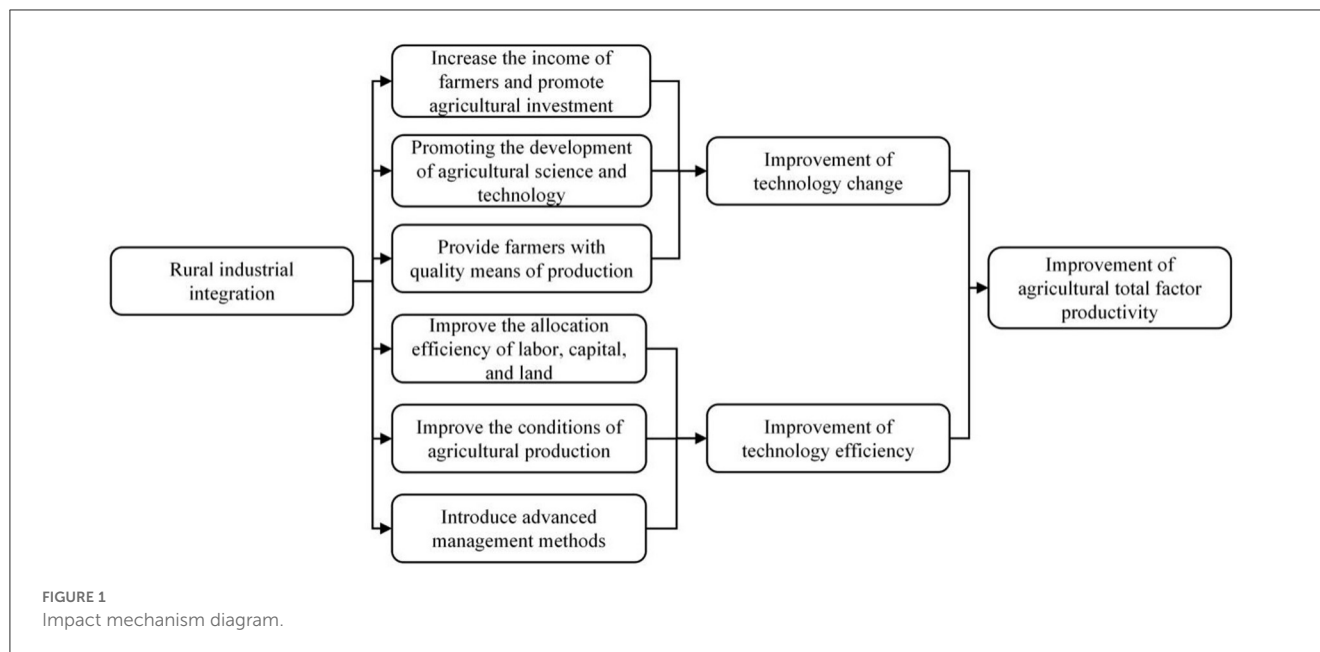 Increase the income of
farmers and promote
agricultural investment
Promoting the development
of agricultural science and
technology
Improvement of
technology change
Provide farmers with
quality means of production
Rural industrial
integration
Improvement of
agricultural total factor
productivity
Improve the allocation
efficiency of labor, capital,
and land
Improve the conditions of
agricultural production
Improvement of
technology efficiency
Introduce advanced
management methods
FIGURE 1
Impact mechanism diagram.